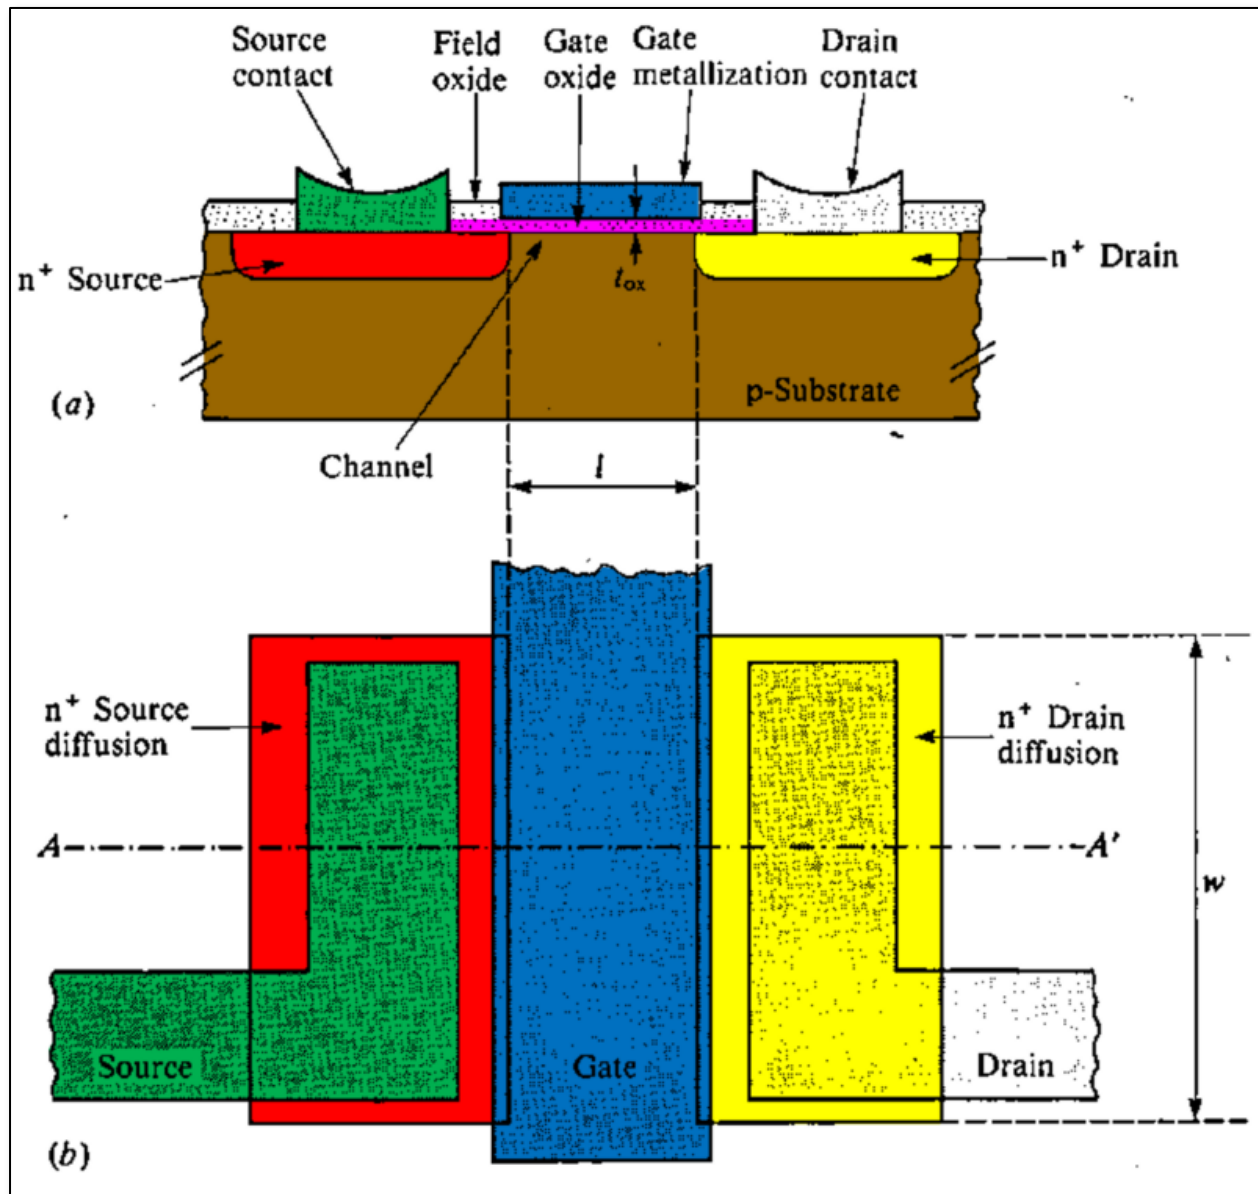 Source
contact
Field
oxide
Gate
oxide
Gate
metallization
Drain
contact
n⁺ Source
n⁺ Drain
t_ox
p-Substrate
(a)
Channel
l
n⁺ Source
diffusion
n⁺ Drain
diffusion
A
A'
w
Source
Gate
Drain
(b)